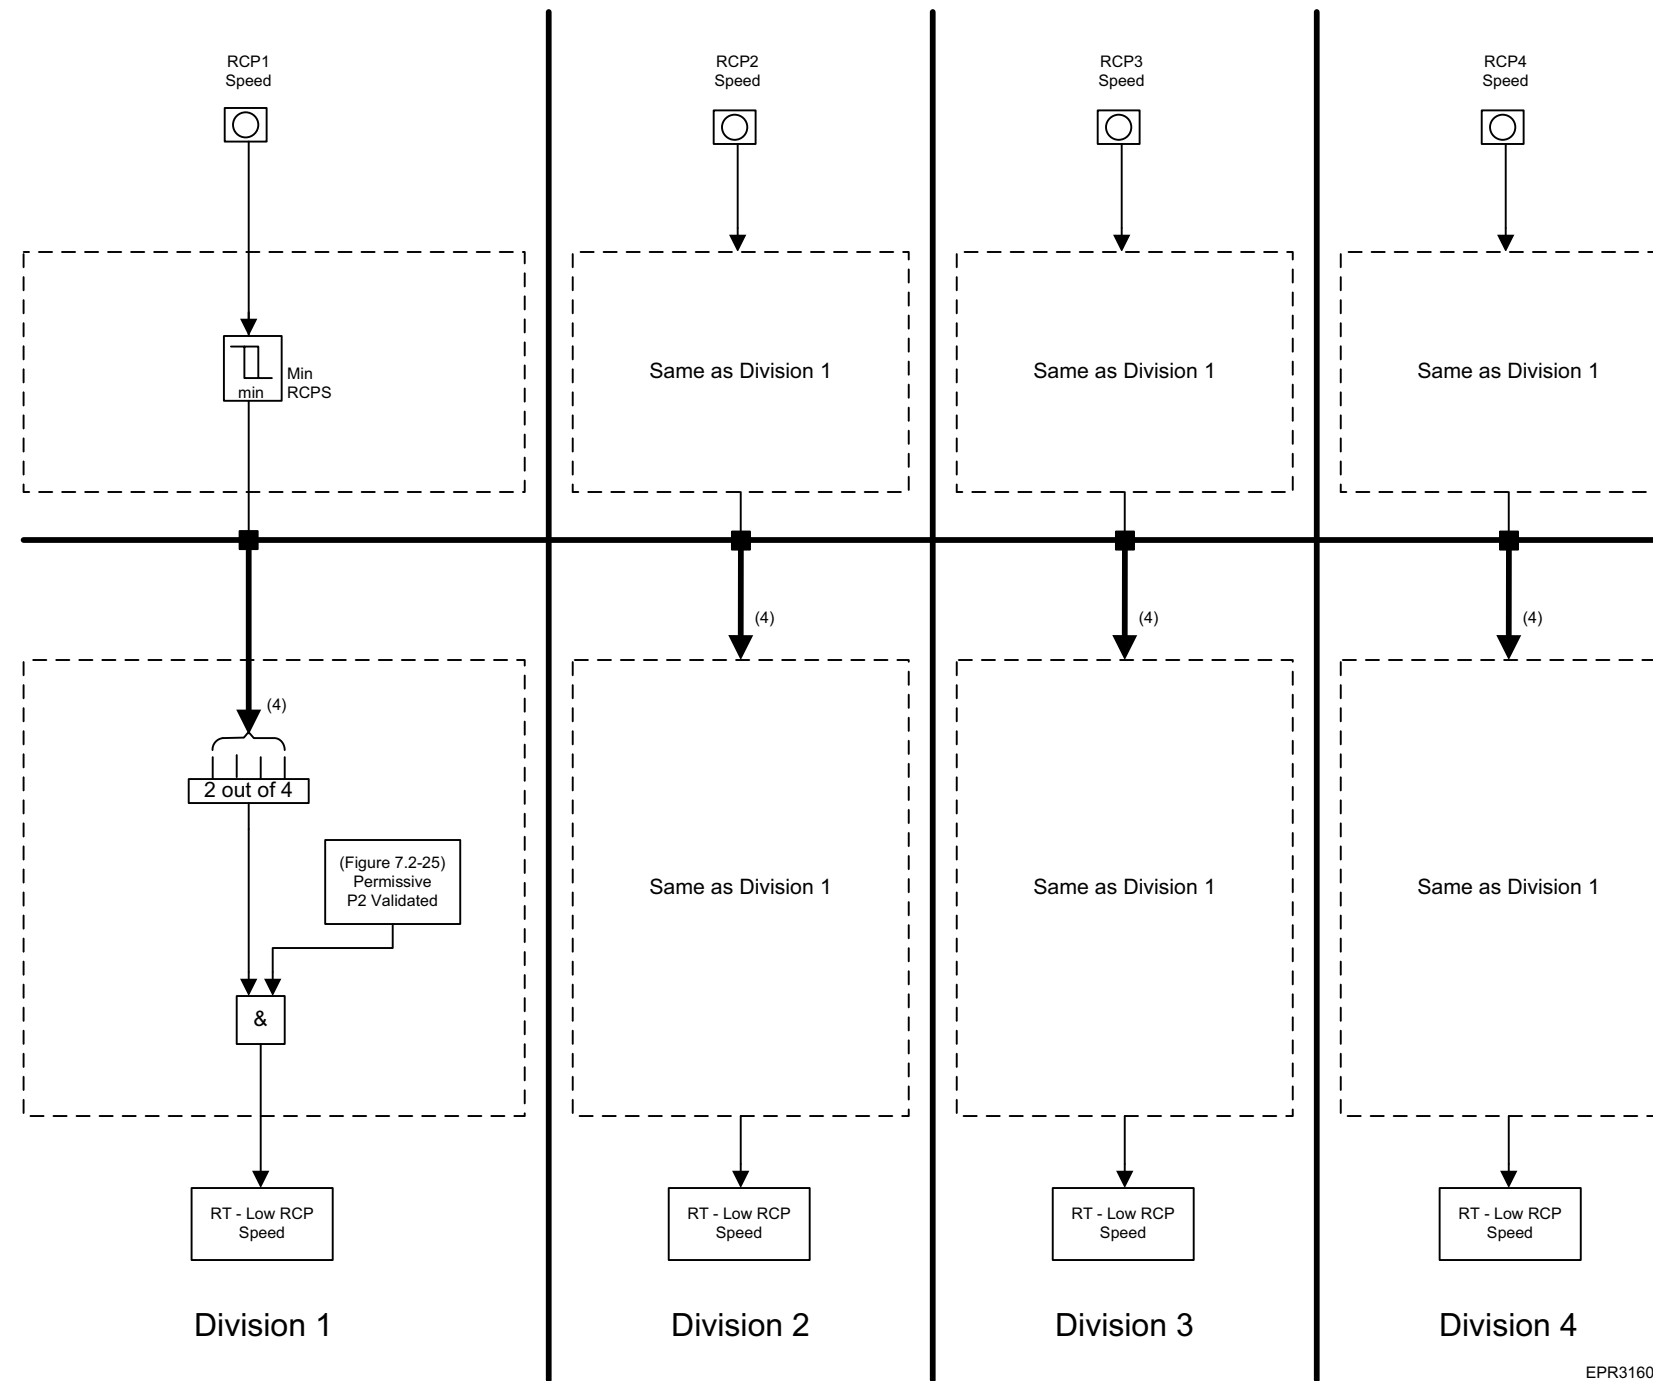 RCP1
Speed
RCP2
Speed
RCP3
Speed
RCP4
Speed
Min
RCPS
min
Same as Division 1
Same as Division 1
Same as Division 1
(4)
(4)
(4)
(4)
2 out of 4
(Figure 7.2-25)
Permissive
P2 Validated
Same as Division 1
Same as Division 1
Same as Division 1
&
RT - Low RCP
Speed
RT - Low RCP
Speed
RT - Low RCP
Speed
RT - Low RCP
Speed
Division 1
Division 2
Division 3
Division 4
EPR3160